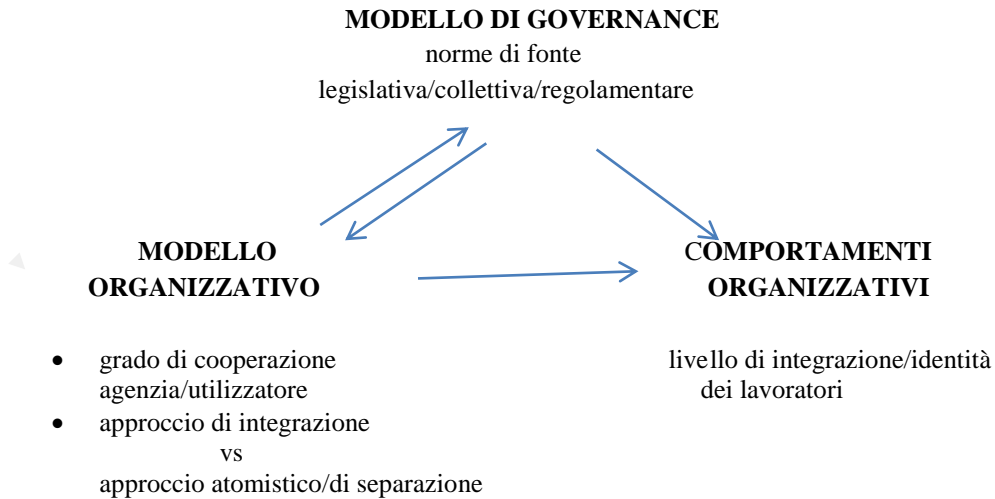 MODELLO DI GOVERNANCE
norme di fonte
legislativa/collettiva/regolamentare
MODELLO
ORGANIZZATIVO
• grado di cooperazione
agenzia/utilizzatore
• approccio di integrazione
vs
approccio atomistico/di separazione
COMPORTAMENTI
ORGANIZZATIVI
livello di integrazione/identità
dei lavoratori